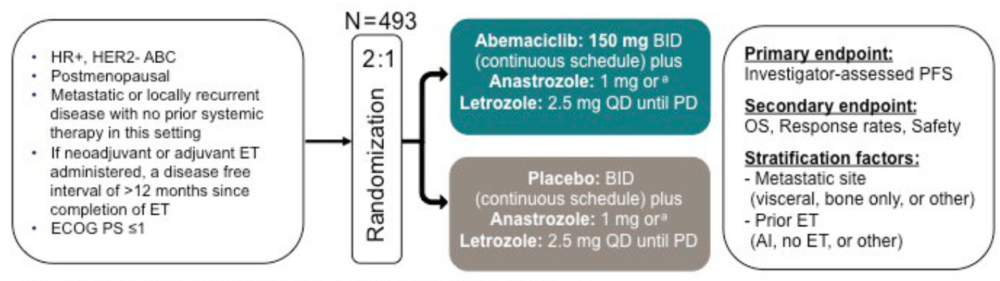 • HR+, HER2- ABC
• Postmenopausal
• Metastatic or locally recurrent
disease with no prior systemic
therapy in this setting
• If neoadjuvant or adjuvant ET
administered, a disease free
interval of >12 months since
completion of ET
• ECOG PS ≤1
N=493
2:1
Randomization
Abemaciclib: 150 mg BID
(continuous schedule) plus
Anastrozole: 1 mg or ᵃ
Letrozole: 2.5 mg QD until PD
Placebo: BID
(continuous schedule) plus
Anastrozole: 1 mg or ᵃ
Letrozole: 2.5 mg QD until PD
Primary endpoint:
Investigator-assessed PFS
Secondary endpoint:
OS, Response rates, Safety
Stratification factors:
- Metastatic site
(visceral, bone only, or other)
- Prior ET
(AI, no ET, or other)